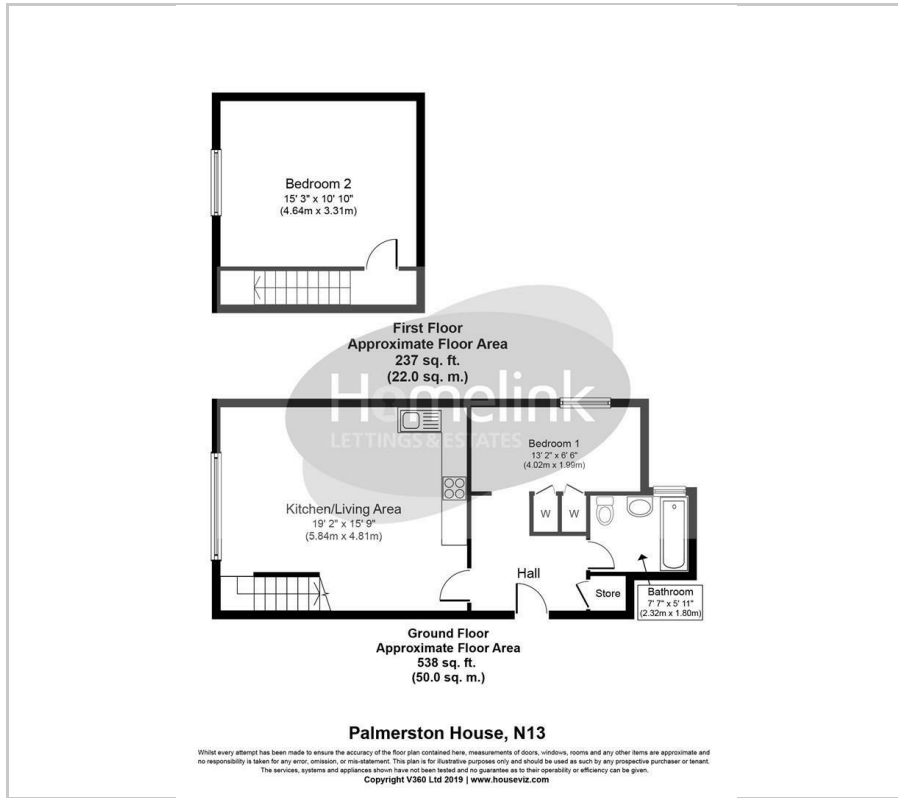 Bedroom 2
15' 3" x 10' 10"
(4.64m x 3.31m)
First Floor
Approximate Floor Area
237 sq. ft.
(22.0 sq. m.)
Homelink
LETTINGS & ESTATES
Bedroom 1
13' 2" x 6' 6"
(4.02m x 1.99m)
Kitchen/Living Area
19' 2" x 15' 9"
(5.84m x 4.81m)
W
W
Hall
Store
Bathroom
7' 7" x 5' 11"
(2.32m x 1.80m)
Ground Floor
Approximate Floor Area
538 sq. ft.
(50.0 sq. m.)
Palmerston House, N13
Whilst every attempt has been made to ensure the accuracy of the floor plan contained here, measurements of doors, windows, rooms and any other items are approximate and
no responsibility is taken for any error, omission, or mis-statement. This plan is for illustrative purposes only and should be used as such by any prospective purchaser or tenant.
The services, systems and appliances shown have not been tested and no guarantee as to their operability or efficiency can be given.
Copyright V360 Ltd 2019 | www.houseviz.com